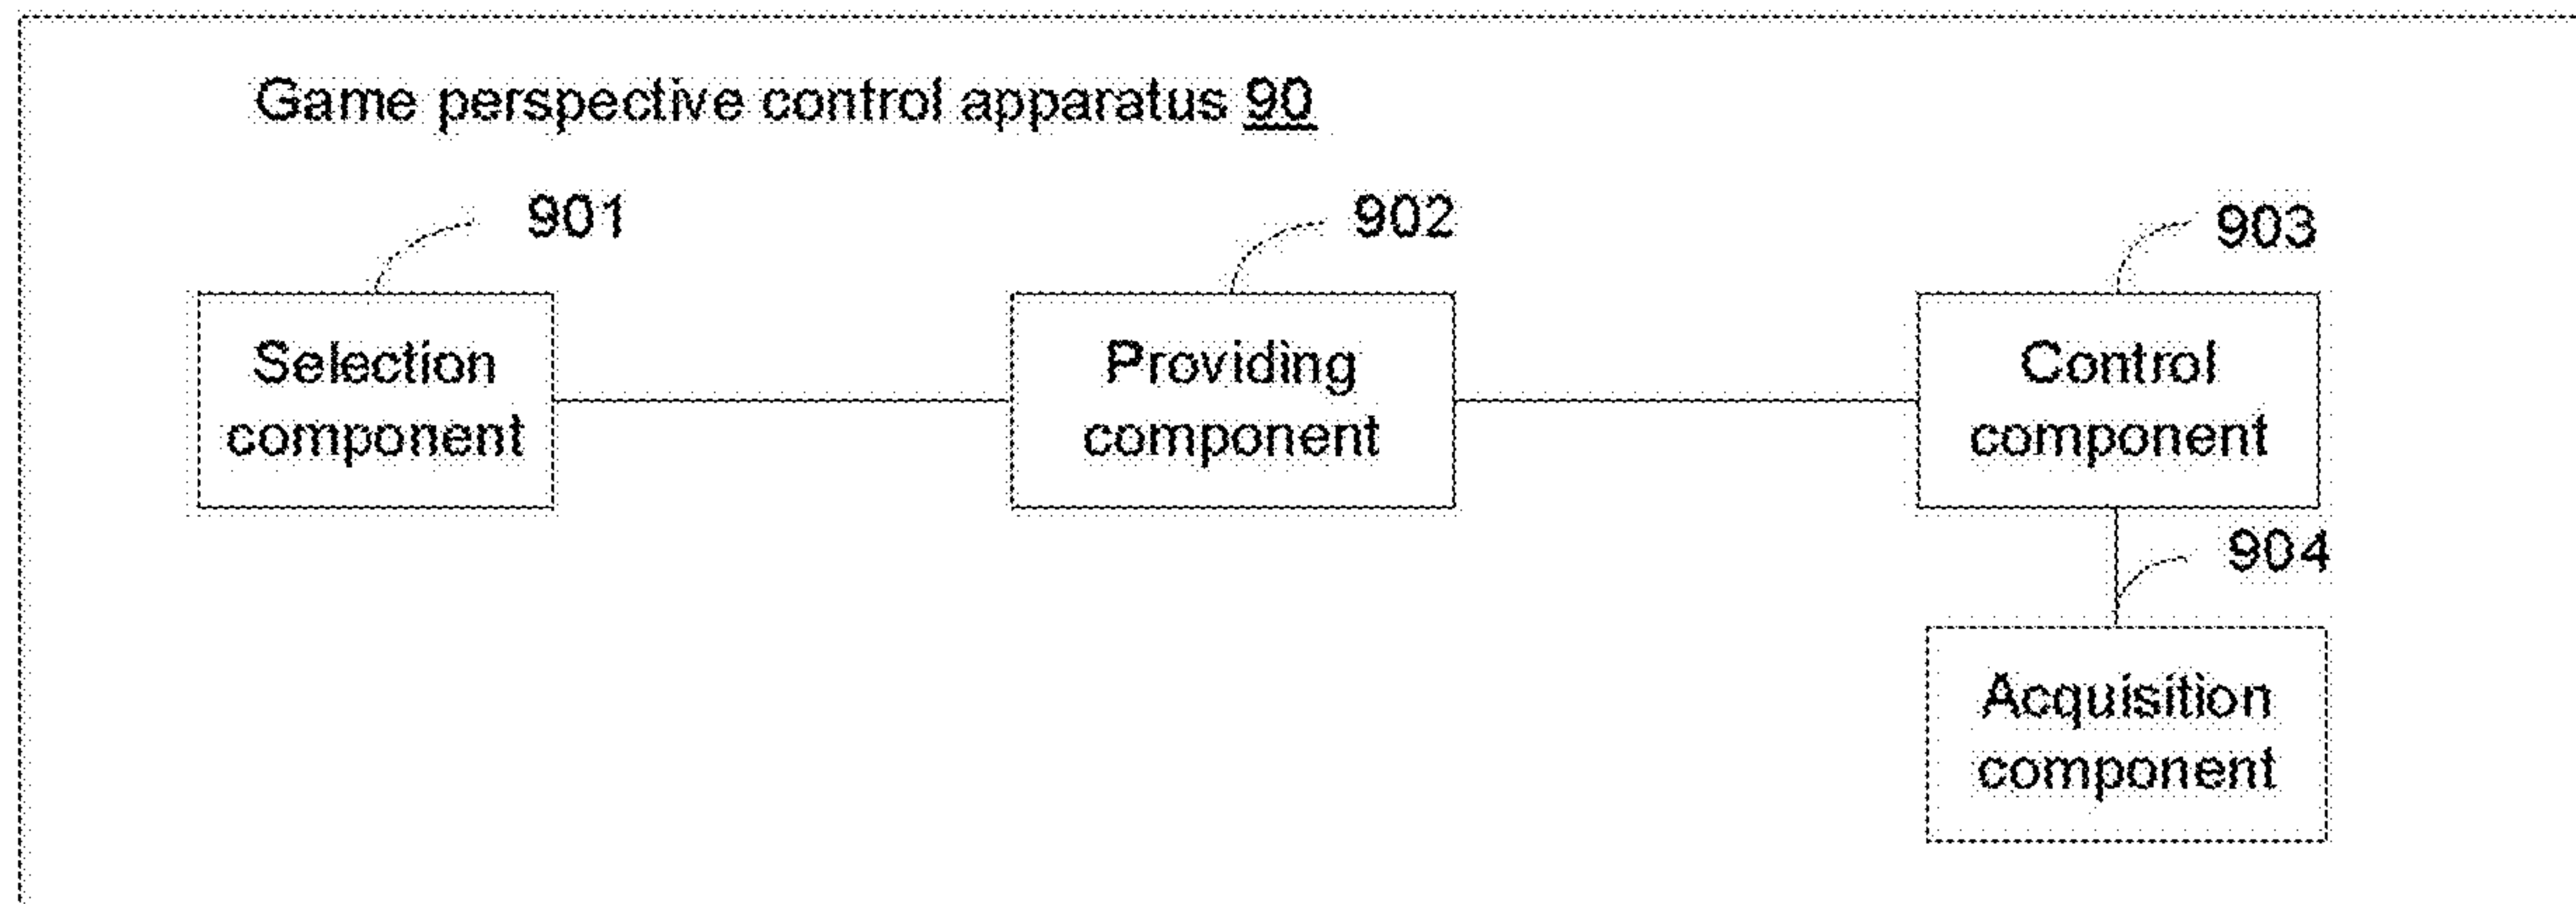 Game perspective control apparatus 90
901
902
903
Selection
component
Providing
component
Control
component
904
Acquisition
component